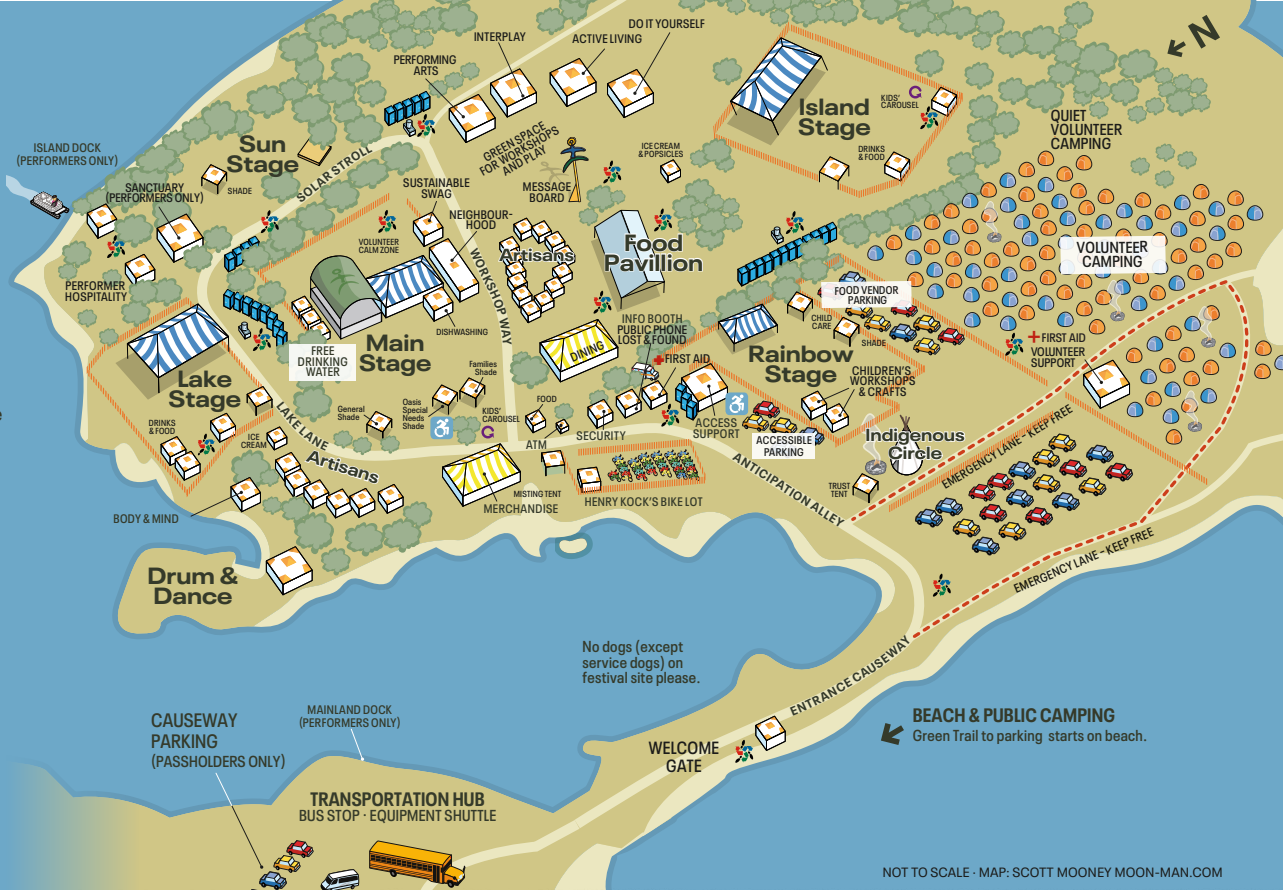 DO IT YOURSELF
INTERPLAY
ACTIVE LIVING
PERFORMING
ARTS
N
Island
Stage
KIDS'
CAROUSEL
QUIET
VOLUNTEER
CAMPING
Sun
Stage
SHADE
SOLAR STROLL
GREEN SPACE
FOR WORKSHOPS
AND PLAY
ICE CREAM
& POPSICLES
DRINKS
& FOOD
ISLAND DOCK
(PERFORMERS ONLY)
SANCTUARY
(PERFORMERS ONLY)
MESSAGE
BOARD
SUSTAINABLE
SWAG
NEIGHBOUR-
HOOD
VOLUNTEER
CALM ZONE
WORKSHOP WAY
Artisans
Food
Pavilion
VOLUNTEER
CAMPING
PERFORMER
HOSPITALITY
FOOD VENDOR
PARKING
DISHWASHING
INFO BOOTH
PUBLIC PHONE
LOST & FOUND
CHILD
CARE
SHADE
FIRST AID
VOLUNTEER
SUPPORT
FREE
DRINKING
WATER
Main
Stage
DINING
FIRST AID
Rainbow
Stage
CHILDREN'S
WORKSHOPS
& CRAFTS
Lake
Stage
Families
Shade
General
Shade
Oasis
Special
Needs
Shade
KIDS'
CAROUSEL
FOOD
ACCESS
SUPPORT
ACCESSIBLE
PARKING
Indigenous
Circle
DRINKS
& FOOD
ICE
CREAM
LAKE LANE
Artisans
ATM
SECURITY
ANTICIPATION ALLEY
TRUST
TENT
EMERGENCY LANE - KEEP FREE
MISTING TENT
MERCHANDISE
HENRY KOCK'S BIKE LOT
BODY & MIND
EMERGENCY LANE - KEEP FREE
Drum &
Dance
No dogs (except
service dogs) on
festival site please.
ENTRANCE CAUSEWAY
MAINLAND DOCK
(PERFORMERS ONLY)
CAUSEWAY
PARKING
(PASSHOLDERS ONLY)
WELCOME
GATE
BEACH & PUBLIC CAMPING
Green Trail to parking starts on beach.
TRANSPORTATION HUB
BUS STOP · EQUIPMENT SHUTTLE
NOT TO SCALE · MAP: SCOTT MOONEY MOON-MAN.COM